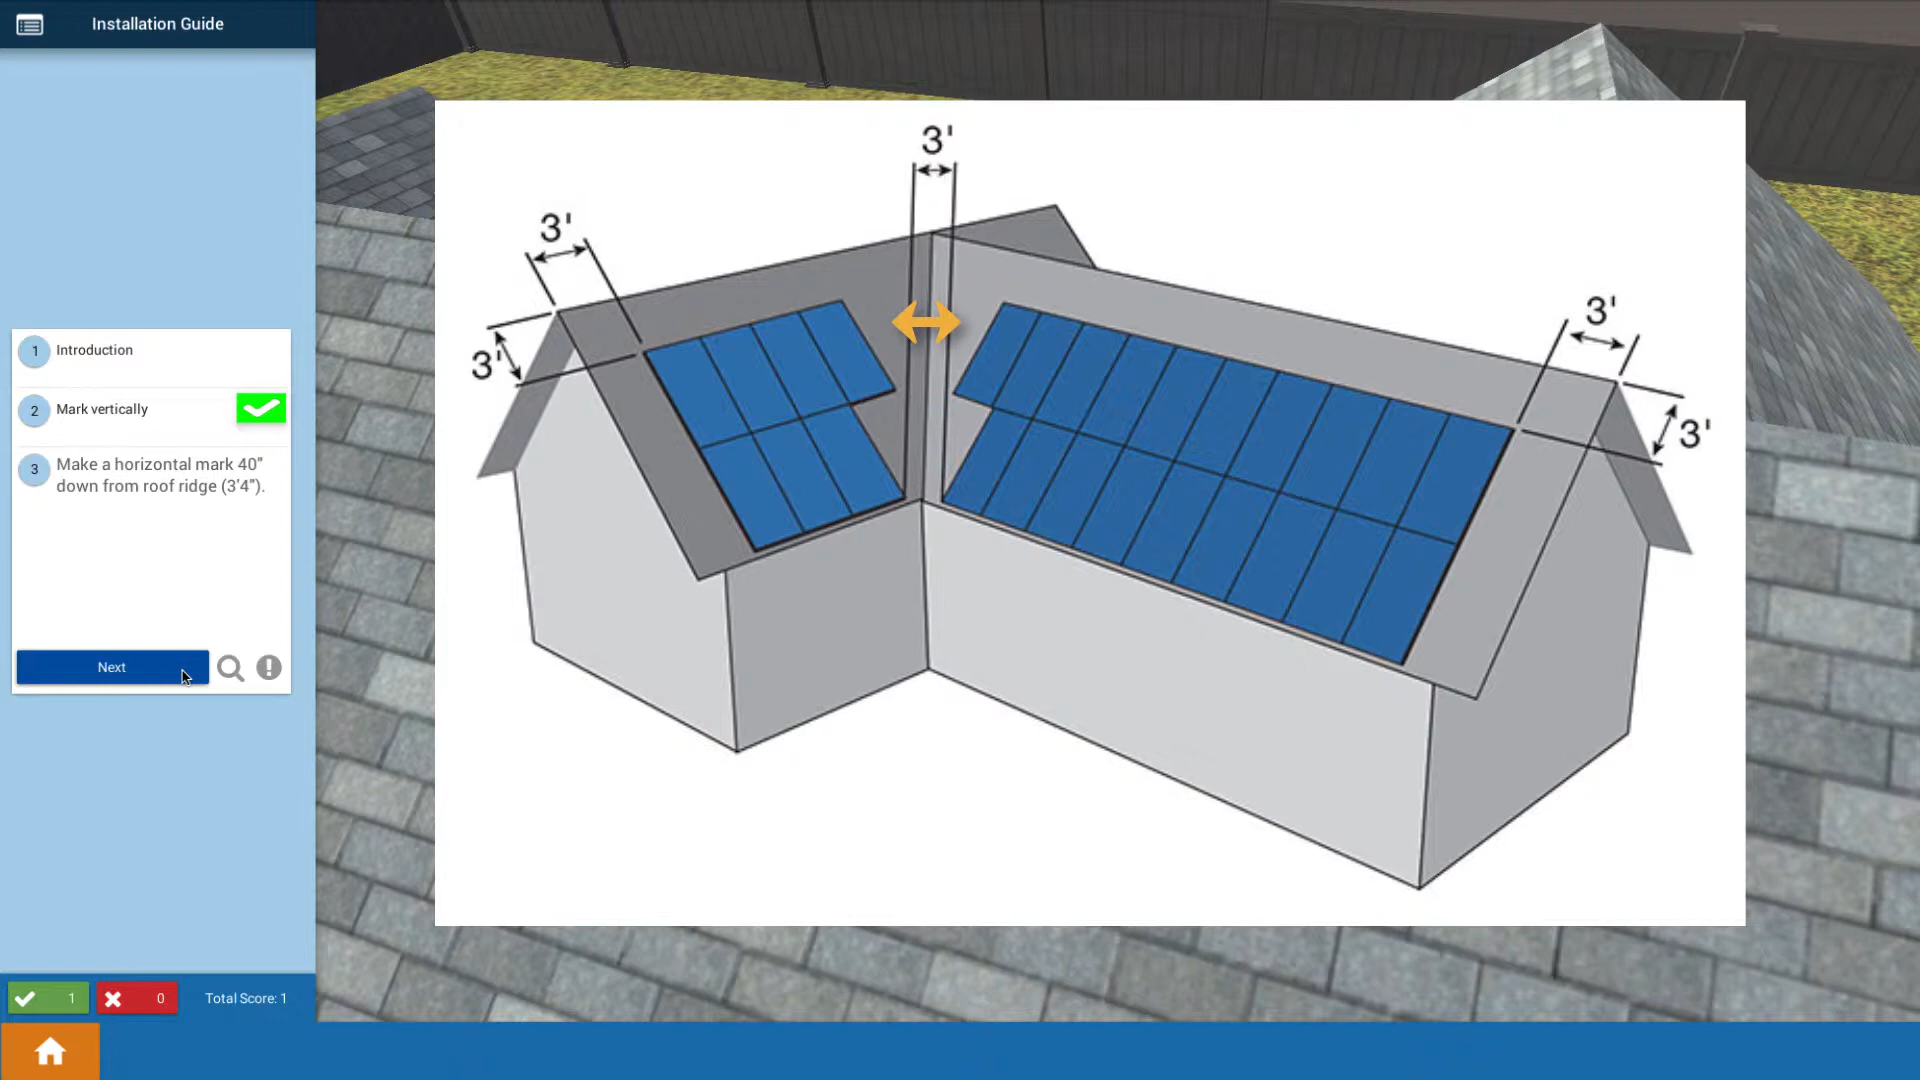 Installation Guide
3'
3'
3'
3'
3'
1 Introduction
2 Mark vertically
3 Make a horizontal mark 40"
down from roof ridge (3'4").
Next
1 0 Total Score: 1